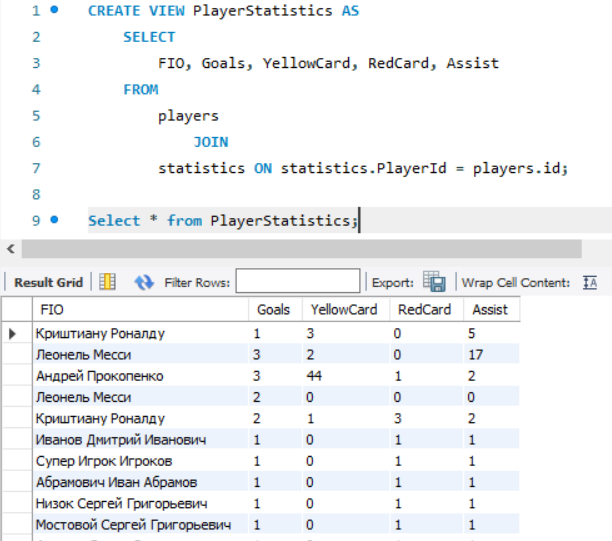 1 CREATE VIEW PlayerStatistics AS
2 SELECT
3 FIO, Goals, YellowCard, RedCard, Assist
4 FROM
5 players
6 JOIN
7 statistics ON statistics.PlayerId = players.id;
8
9 Select * from PlayerStatistics;
Result Grid Filter Rows: Export: Wrap Cell Content:
FIO Goals YellowCard RedCard Assist
Криштиану Роналду 1 3 0 5
Леонель Месси 3 2 0 17
Андрей Прокопенко 3 44 1 2
Леонель Месси 2 0 0 0
Криштиану Роналду 2 1 3 2
Иванов Дмитрий Иванович 1 0 1 1
Супер Игрок Игроков 1 0 1 1
Абрамович Иван Абрамов 1 0 1 1
Низок Сергей Григорьевич 1 0 1 1
Мостовой Сергей Григорьевич 1 0 1 1